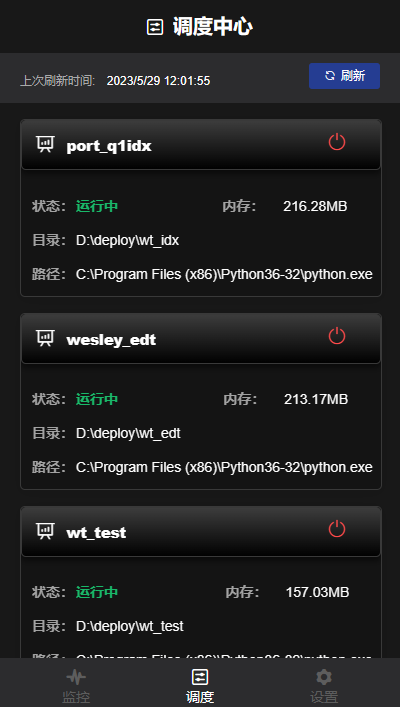 调度中心
上次刷新时间: 2023/5/29 12:01:55 刷新
port_q1idx
状态: 运行中 内存: 216.28MB
目录: D:\deploy\wt_idx
路径: C:\Program Files (x86)\Python36-32\python.exe
wesley_edt
状态: 运行中 内存: 213.17MB
目录: D:\deploy\wt_edt
路径: C:\Program Files (x86)\Python36-32\python.exe
wt_test
状态: 运行中 内存: 157.03MB
目录: D:\deploy\wt_test
监控 调度 设置